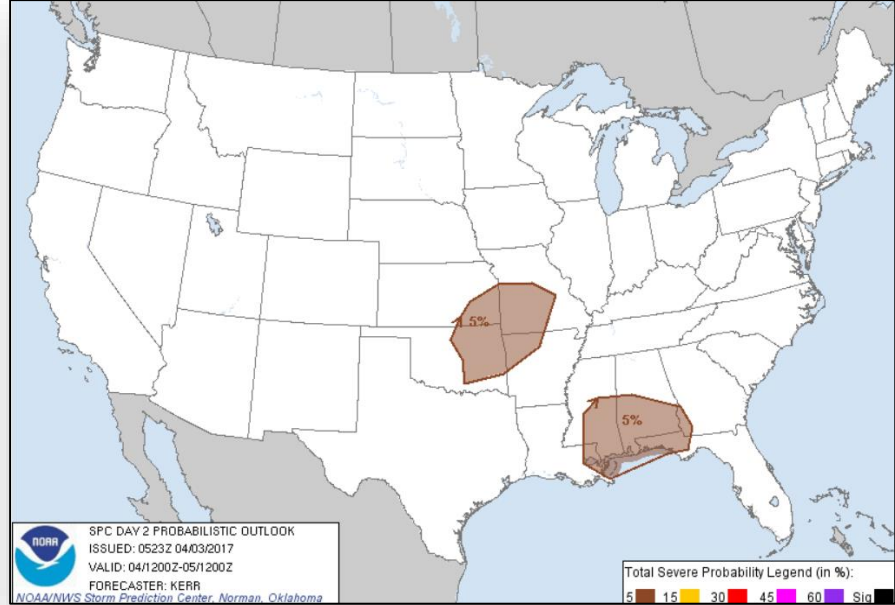 5%
5%
NOAA
SPC DAY 2 PROBABILISTIC OUTLOOK
ISSUED: 0523Z 04/03/2017
VALID: 04/1200Z-05/1200Z
FORECASTER: KERR
NOAA/NWS Storm Prediction Center, Norman, Oklahoma
Total Severe Probability Legend (in %):
5 15 30 45 60 Sig